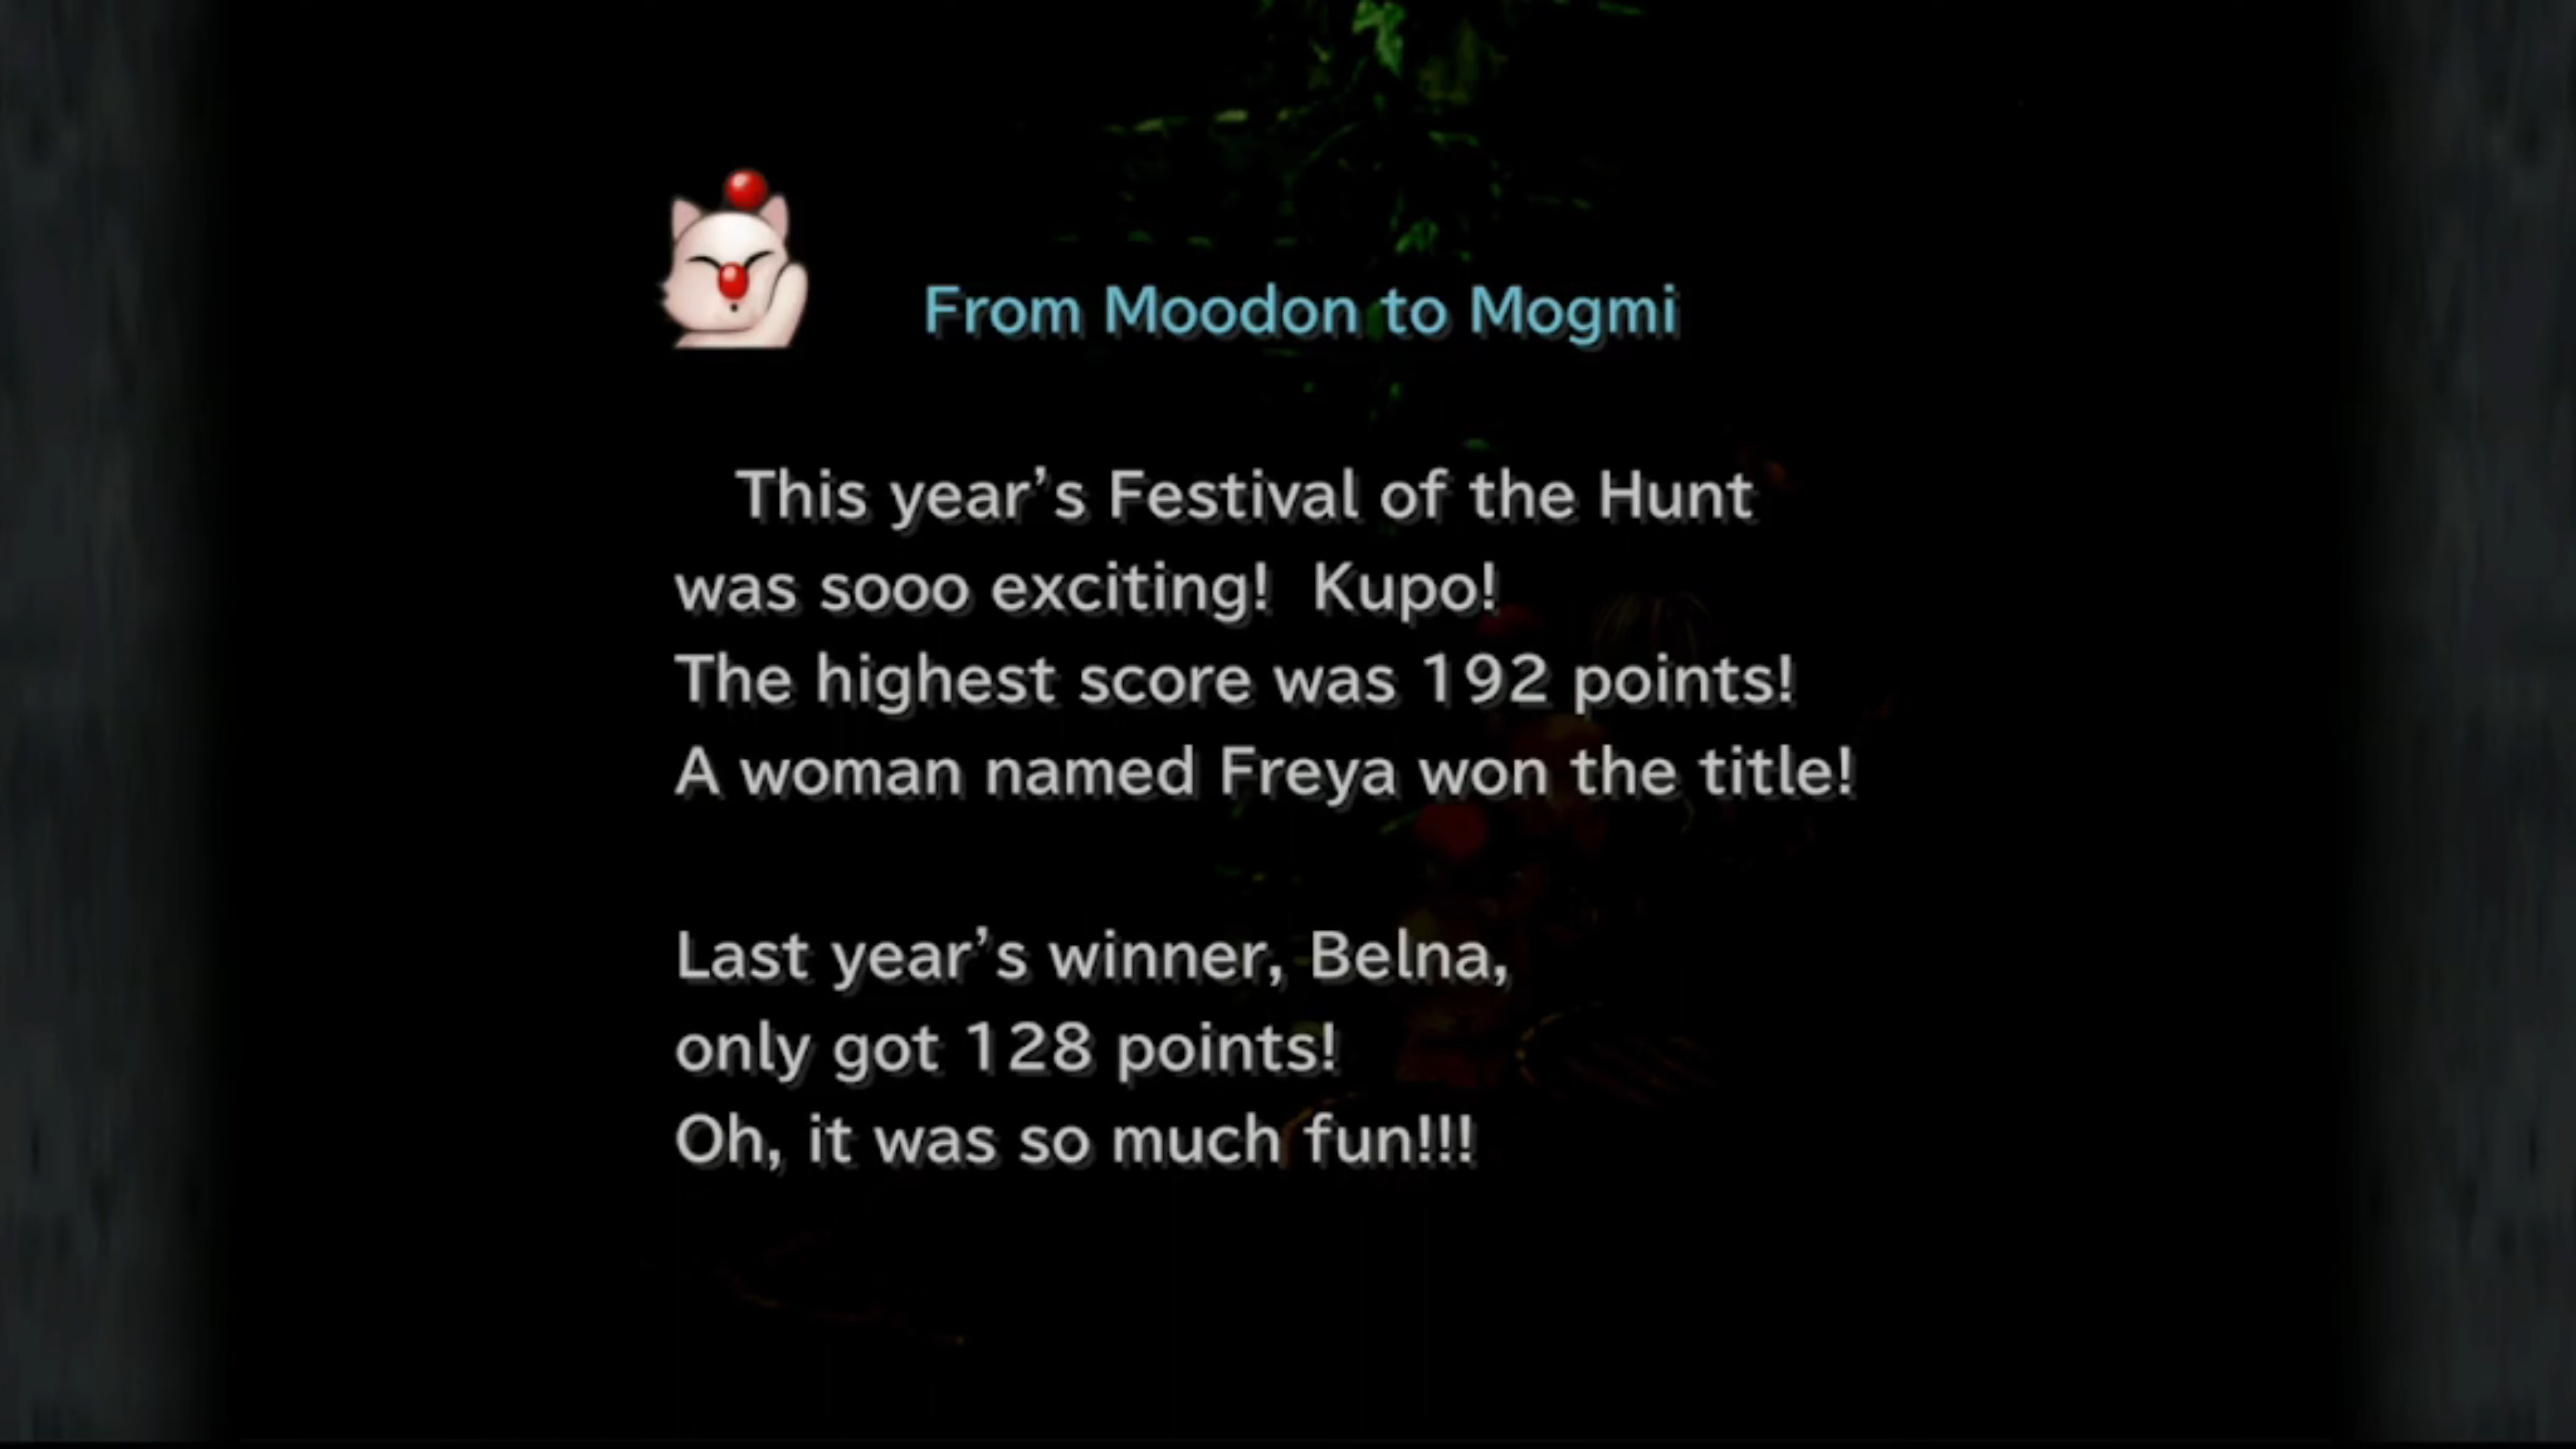 From Moodon to Mogmi
This year’s Festival of the Hunt
was sooo exciting!  Kupo!
The highest score was 192 points!
A woman named Freya won the title!
Last year’s winner, Belna,
only got 128 points!
Oh, it was so much fun!!!